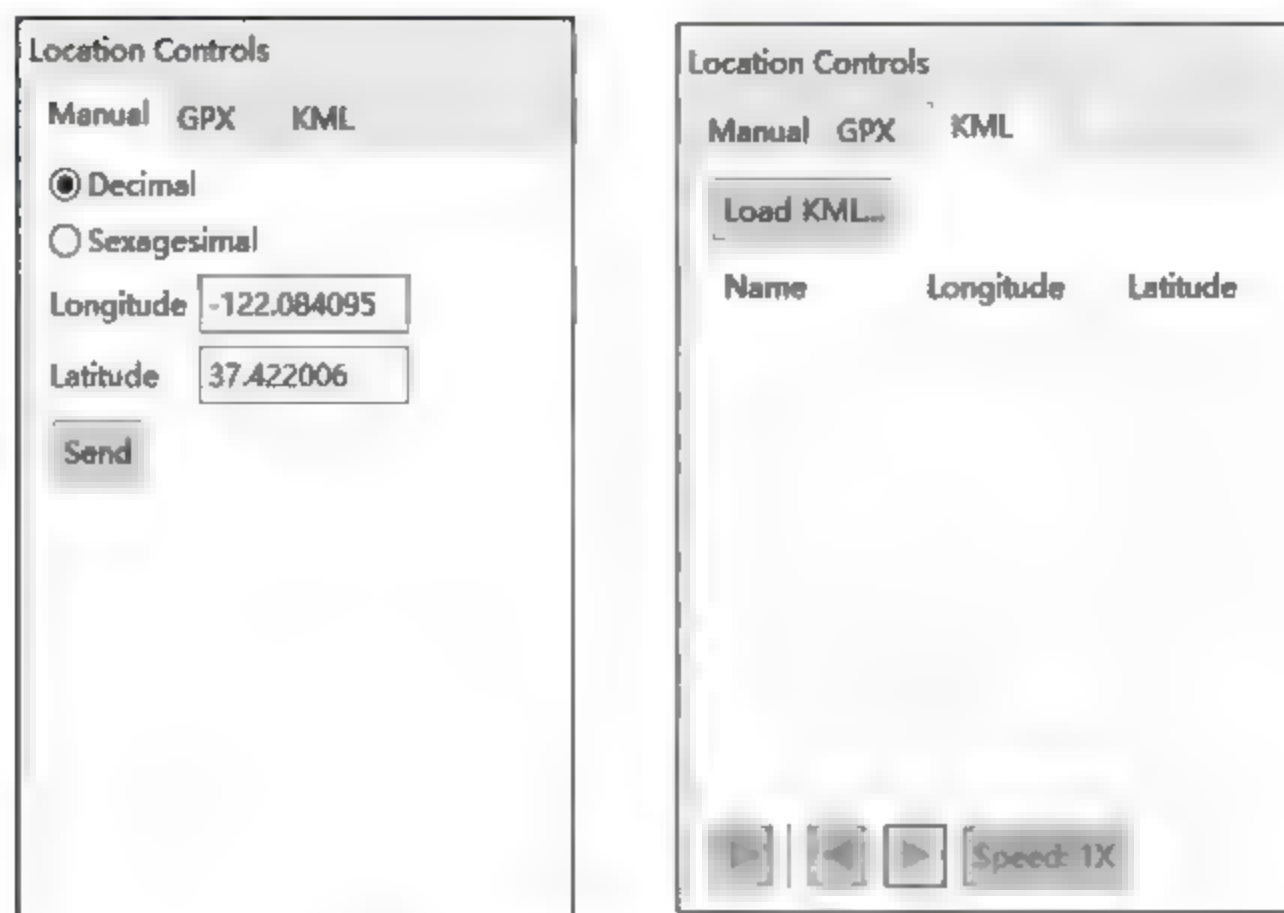 Location Controls
Manual GPX KML
Decimal
Sexagesimal
Longitude -122.084095
Latitude 37.422006
Send
Location Controls
Manual GPX KML
Load KML...
Name Longitude Latitude
Speed: 1X